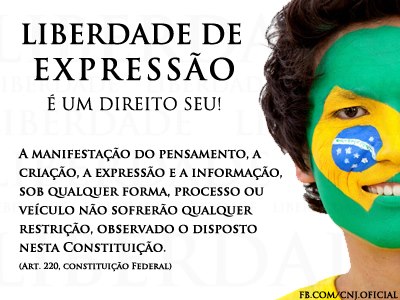 LIBERDADE DE
EXPRESSÃO
É UM DIREITO SEU!
A MANIFESTAÇÃO DO PENSAMENTO, A
CRIAÇÃO, A EXPRESSÃO E A INFORMAÇÃO,
SOB QUALQUER FORMA, PROCESSO OU
VEÍCULO NÃO SOFRERÃO QUALQUER
RESTRIÇÃO, OBSERVADO O DISPOSTO
NESTA CONSTITUIÇÃO.
(ART. 220, CONSTITUIÇÃO FEDERAL)
FB.COM/CNJ.OFICIAL